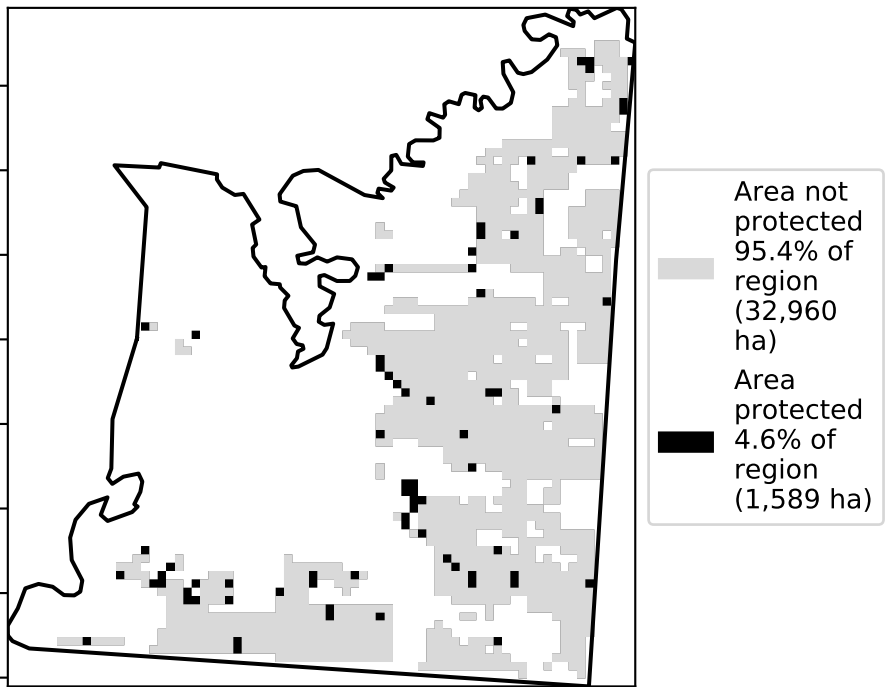 Area not
protected
95.4% of
region
(32,960
ha)
Area
protected
4.6% of
region
(1,589 ha)